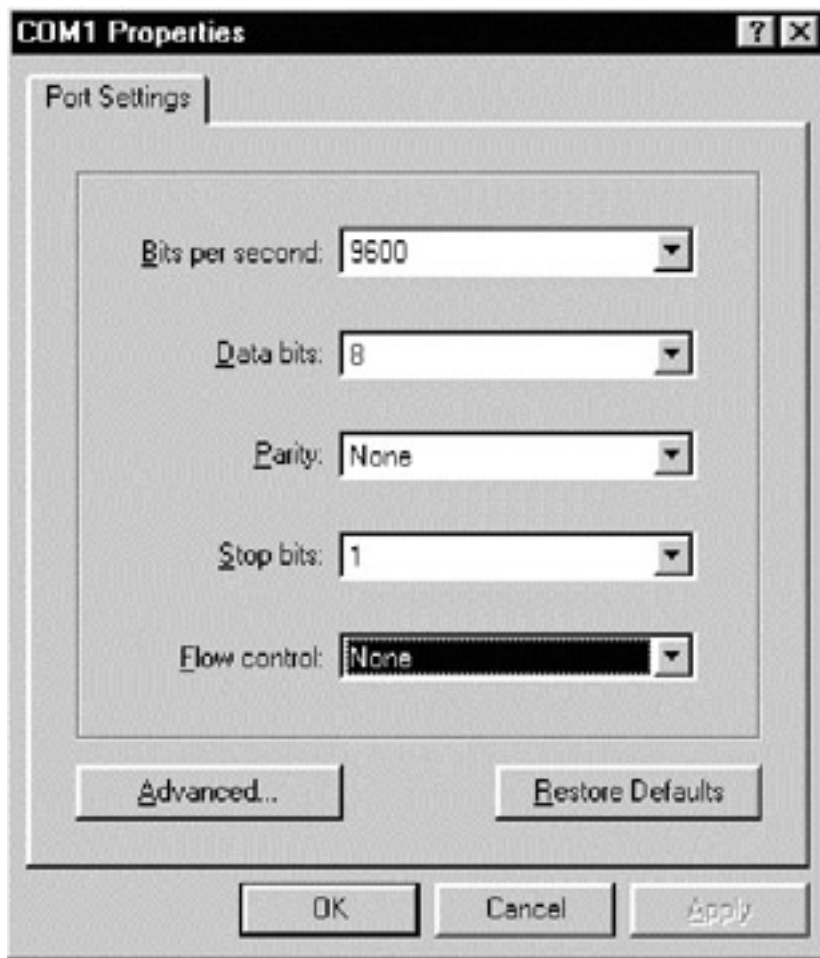 COM1 Properties
Port Settings
Bits per second: 9600
Data bits: 8
Parity: None
Stop bits: 1
Flow control: None
Advanced...
Restore Defaults
OK
Cancel
Apply